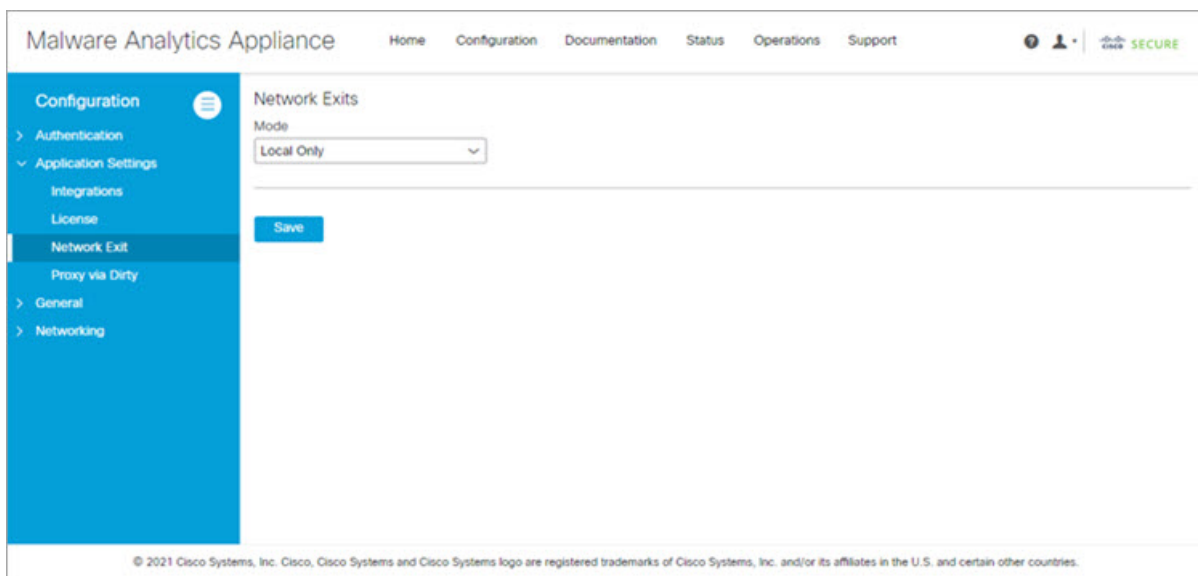 Malware Analytics Appliance
Home Configuration Documentation Status Operations Support
CISCO SECURE
Configuration
Authentication
Application Settings
Integrations
License
Network Exit
Proxy via Dirty
General
Networking
Network Exits
Mode
Local Only
Save
© 2021 Cisco Systems, Inc. Cisco, Cisco Systems and Cisco Systems logo are registered trademarks of Cisco Systems, Inc. and/or its affiliates in the U.S. and certain other countries.